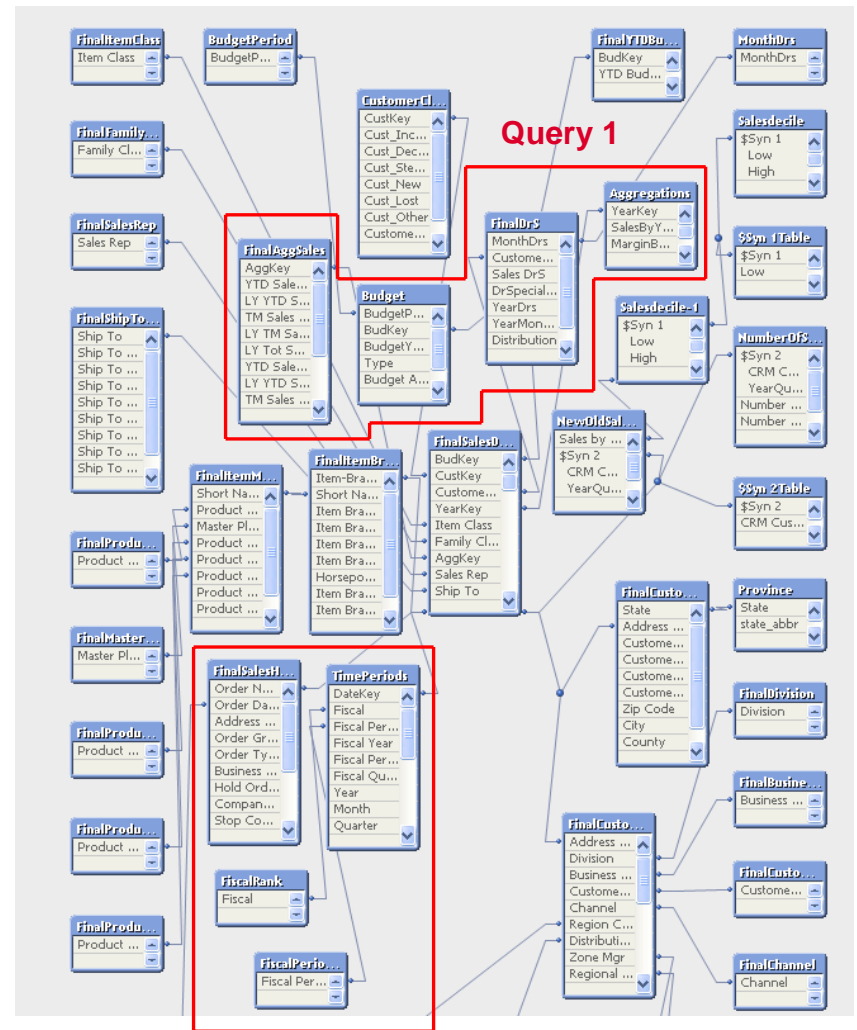 FinalItemClass
Item Class
BudgetPeriod
BudgetP...
FinalYTDBu...
BudKey
YTD Bud...
MonthDrs
MonthDrs
CustomerCl...
CustKey
Cust_Inc...
Cust_Dec...
Cust_Ste...
Cust_New
Cust_Lost
Cust_Other
Custome...
Query 1
Salesdecile
$Syn 1
Low
High
FinalFamily...
Family Cl...
FinalSalesRep
Sales Rep
FinalAggSales
AggKey
YTD Sale...
LY YTD S...
TM Sales ...
LY TM Sa...
LY Tot S...
YTD Sale...
LY YTD S...
TM Sales ...
FinalDrS
MonthDrs
Custome...
Sales DrS
DrSpecial...
YearDrs
YearMon...
Distribution
Aggregations
YearKey
SalesByY...
MarginB...
$Syn 1Table
$Syn 1
Low
Budget
BudgetP...
BudKey
BudgetY...
Type
Budget A...
Salesdecile-1
$Syn 1
Low
High
FinalShipTo...
Ship To
Ship To ...
Ship To ...
Ship To ...
Ship To ...
Ship To ...
Ship To ...
Ship To ...
Ship To ...
NumberOfS...
$Syn 2
CRM C...
YearQu...
Number ...
Number ...
NewOldSal...
Sales by ...
$Syn 2
CRM C...
YearQu...
FinalItemM...
Short Na...
Product ...
Master Pl...
Product ...
Product ...
Product ...
Product ...
Product ...
FinalItemBr...
Item-Bra...
Short Na...
Item Bra...
Item Bra...
Item Bra...
Item Bra...
Horsepo...
Item Bra...
Item Bra...
FinalSalesD...
BudKey
CustKey
Custome...
YearKey
Item Class
Family Cl...
AggKey
Sales Rep
Ship To
$Syn 2Table
$Syn 2
CRM Cus...
FinalProdu...
Product ...
FinalMaster...
Master Pl...
FinalCusto...
State
Address ...
Custome...
Custome...
Custome...
Custome...
Zip Code
City
County
Province
State
state_abbr
FinalSalesH...
Order N...
Order Da...
Address ...
Order Gr...
Order Ty...
Business ...
Hold Ord...
Compan...
Stop Co...
TimePeriods
DateKey
Fiscal
Fiscal Per...
Fiscal Year
Fiscal Per...
Fiscal Qu...
Year
Month
Quarter
FinalDivision
Division
FinalProdu...
Product ...
FinalBusine...
Business ...
FinalProdu...
Product ...
FinalCusto...
Address ...
Division
Business ...
Custome...
Channel
Region C...
Distributi...
Zone Mgr
Regional ...
FinalCusto...
Custome...
FiscalRank
Fiscal
FinalProdu...
Product ...
FiscalPerio...
Fiscal Per...
FinalChannel
Channel